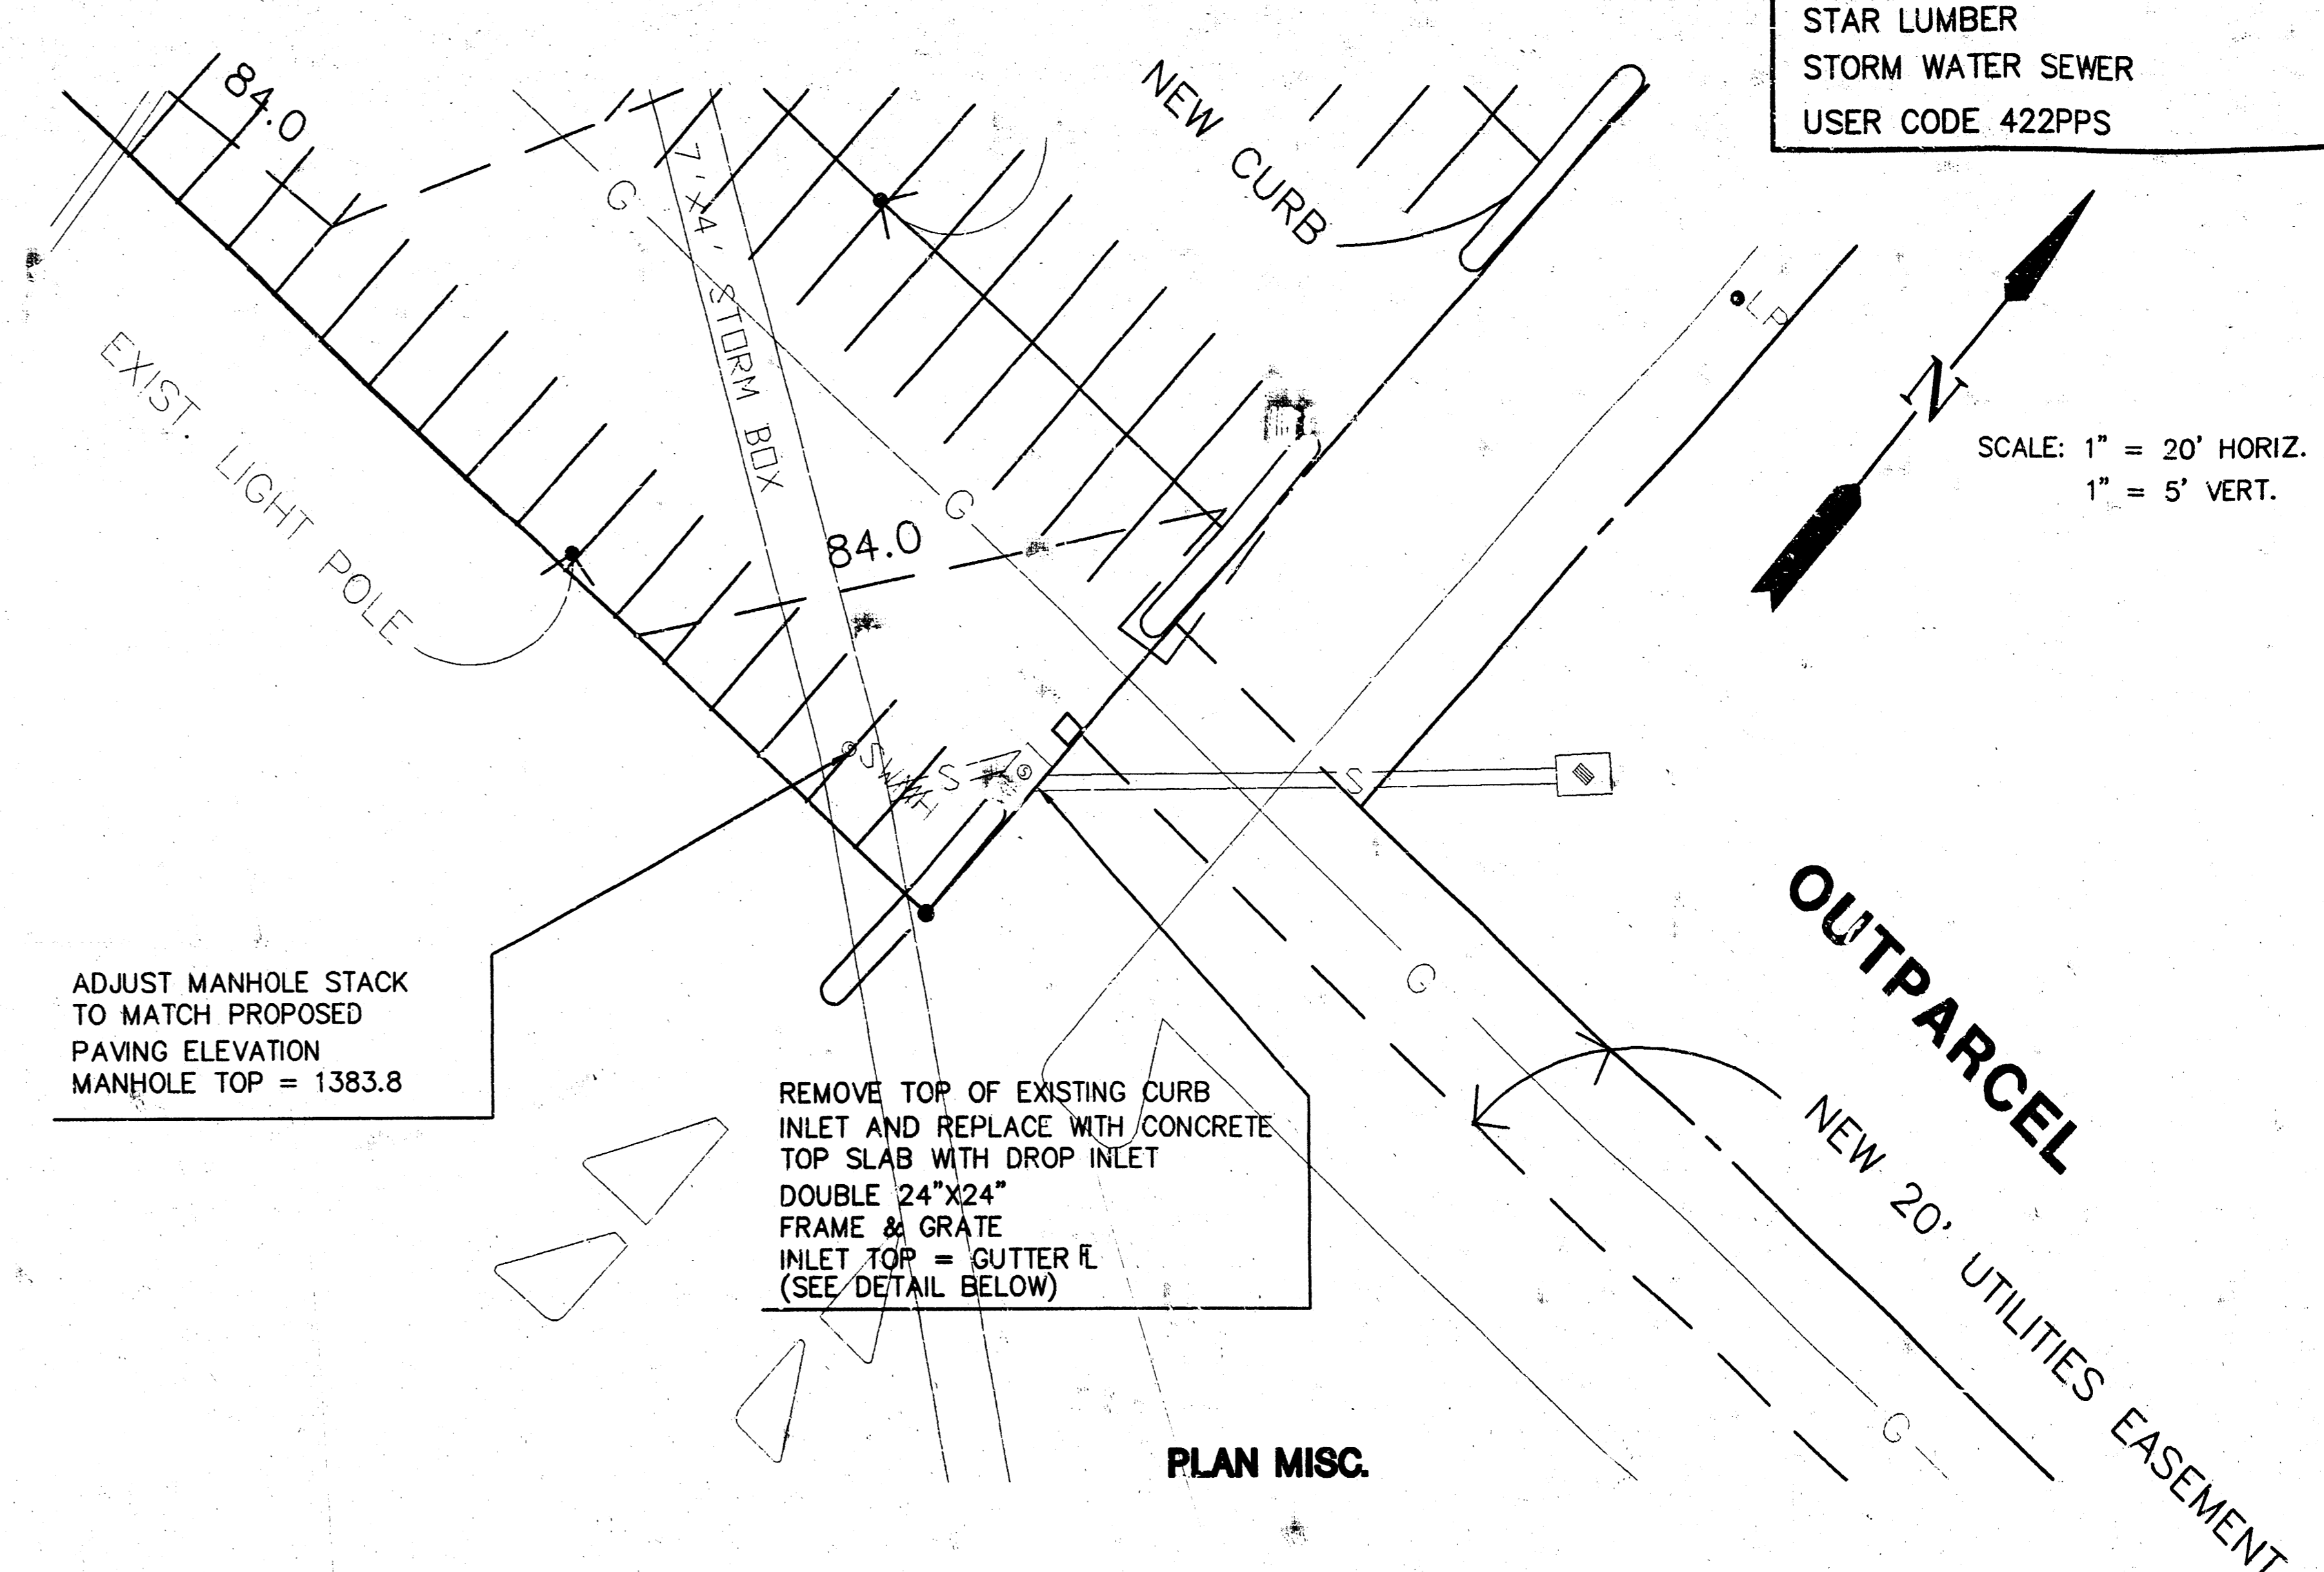 STAR LUMBER
STORM WATER SEWER
USER CODE 422PPS
84.0
NEW CURB
G
7'X4' STORM BOX
LP
N
SCALE: 1" = 20' HORIZ.
1" = 5' VERT.
EXIST. LIGHT POLE
G
84.0
S
S
OUTPARCEL
G
ADJUST MANHOLE STACK
TO MATCH PROPOSED
PAVING ELEVATION
MANHOLE TOP = 1383.8
REMOVE TOP OF EXISTING CURB
INLET AND REPLACE WITH CONCRETE
TOP SLAB WITH DROP INLET
DOUBLE 24"X24"
FRAME & GRATE
INLET TOP = GUTTER FL
(SEE DETAIL BELOW)
NEW 20' UTILITIES EASEMENT
G
PLAN MISC.